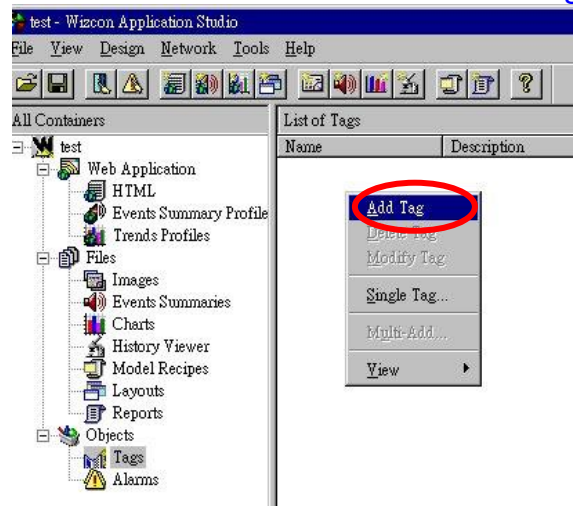 test - Wizcon Application Studio
File View Design Network Tools Help
All Containers
List of Tags
Name Description
test
Web Application
HTML
Events Summary Profile
Trends Profiles
Files
Images
Events Summaries
Charts
History Viewer
Model Recipes
Layouts
Reports
Objects
Tags
Alarms
Add Tag
Delete Tag
Modify Tag
Single Tag...
Multi-Add...
View